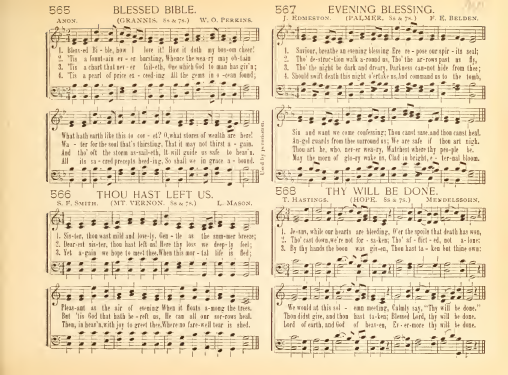 565 BLESSED BIBLE.
ANON. (GRANNIS. 8s & 7s.) W. O. PERKINS.
1. Bless-ed Bi - ble, how I love it! How it doth my bos-om cheer!
2. 'Tis a fount-ain ev - er bursting, Whence the wea-ry may ob-tain
3. 'Tis a chart that nev - er fail-eth, One which God to man has giv'n;
4. 'Tis a pearl of price ex - ceed-ing All the gems in o - cean found;
What hath earth like this to cov - et? O, what stores of wealth are here!
Wa - ter for the soul that's thirsting, That it may not thirst a - gain.
And tho' oft the storm as-sail-eth, It will guide us safe to heav'n.
All its sa - cred precepts heed-ing, So shall we in grace a - bound.
Used by permission.
566 THOU HAST LEFT US.
S. F. SMITH. (MT VERNON. 8s & 7s.) L. MASON.
1. Sis-ter, thou wast mild and love-ly, Gen - tle as the summer breeze,
2. Dear-est sis-ter, thou hast left us! Here thy loss we deep-ly feel;
3. Yet a-gain we hope to meet thee, When this mor - tal life is fled;
Pleas-ant as the air of evening When it floats a-mong the trees.
But 'tis God that hath be - reft us, He can all our sor-rows heal.
Then, in heav'n, with joy to greet thee, Where no fare-well tear is shed.
567 EVENING BLESSING.
J. EDMESTON. (PALMER. 8s & 7s.) F. E. BELDEN.
1. Saviour, breathe an evening blessing Ere re - pose our spir - its seal;
2. Tho' de-struc-tion walk a-round us, Tho' the ar-rows past us fly,
3. Tho' the night be dark and dreary, Darkness can-not hide from thee;
4. Should swift death this night o'ertake us, And command us to the tomb,
Sin and want we come confessing; Thou canst save, and thou canst heal.
An-gel guards from thee surround us; We are safe if thou art nigh.
Thou art he, who, nev-er wea-ry, Watchest where thy peo - ple be.
May the morn of glo-ry wake us, Clad in bright, e - ter-nal bloom.
568 THY WILL BE DONE.
T. HASTINGS. (HOPE. 8s & 7s.) MENDELSSOHN.
1. Je-sus, while our hearts are bleeding, O'er the spoils that death has won,
2. Tho' cast down, we're not for - sa-ken; Tho' af - flict - ed, not a-lone;
3. By thy hands the boon was giv-en, Thou hast ta - ken but thine own;
We would at this sol - emn meeting, Calmly say, "Thy will be done."
Thou didst give, and thou hast ta-ken; Blessed Lord, thy will be done.
Lord of earth, and God of heav-en, Ev - er-more thy will be done.